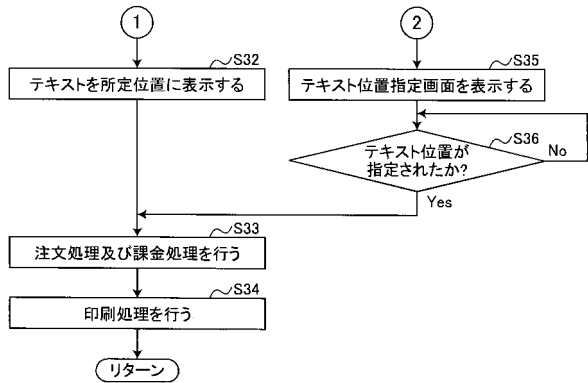 1
S32
テキストを所定位置に表示する
2
S35
テキスト位置指定画面を表示する
S36
テキスト位置が
指定されたか?
No
Yes
S33
注文処理及び課金処理を行う
S34
印刷処理を行う
リターン